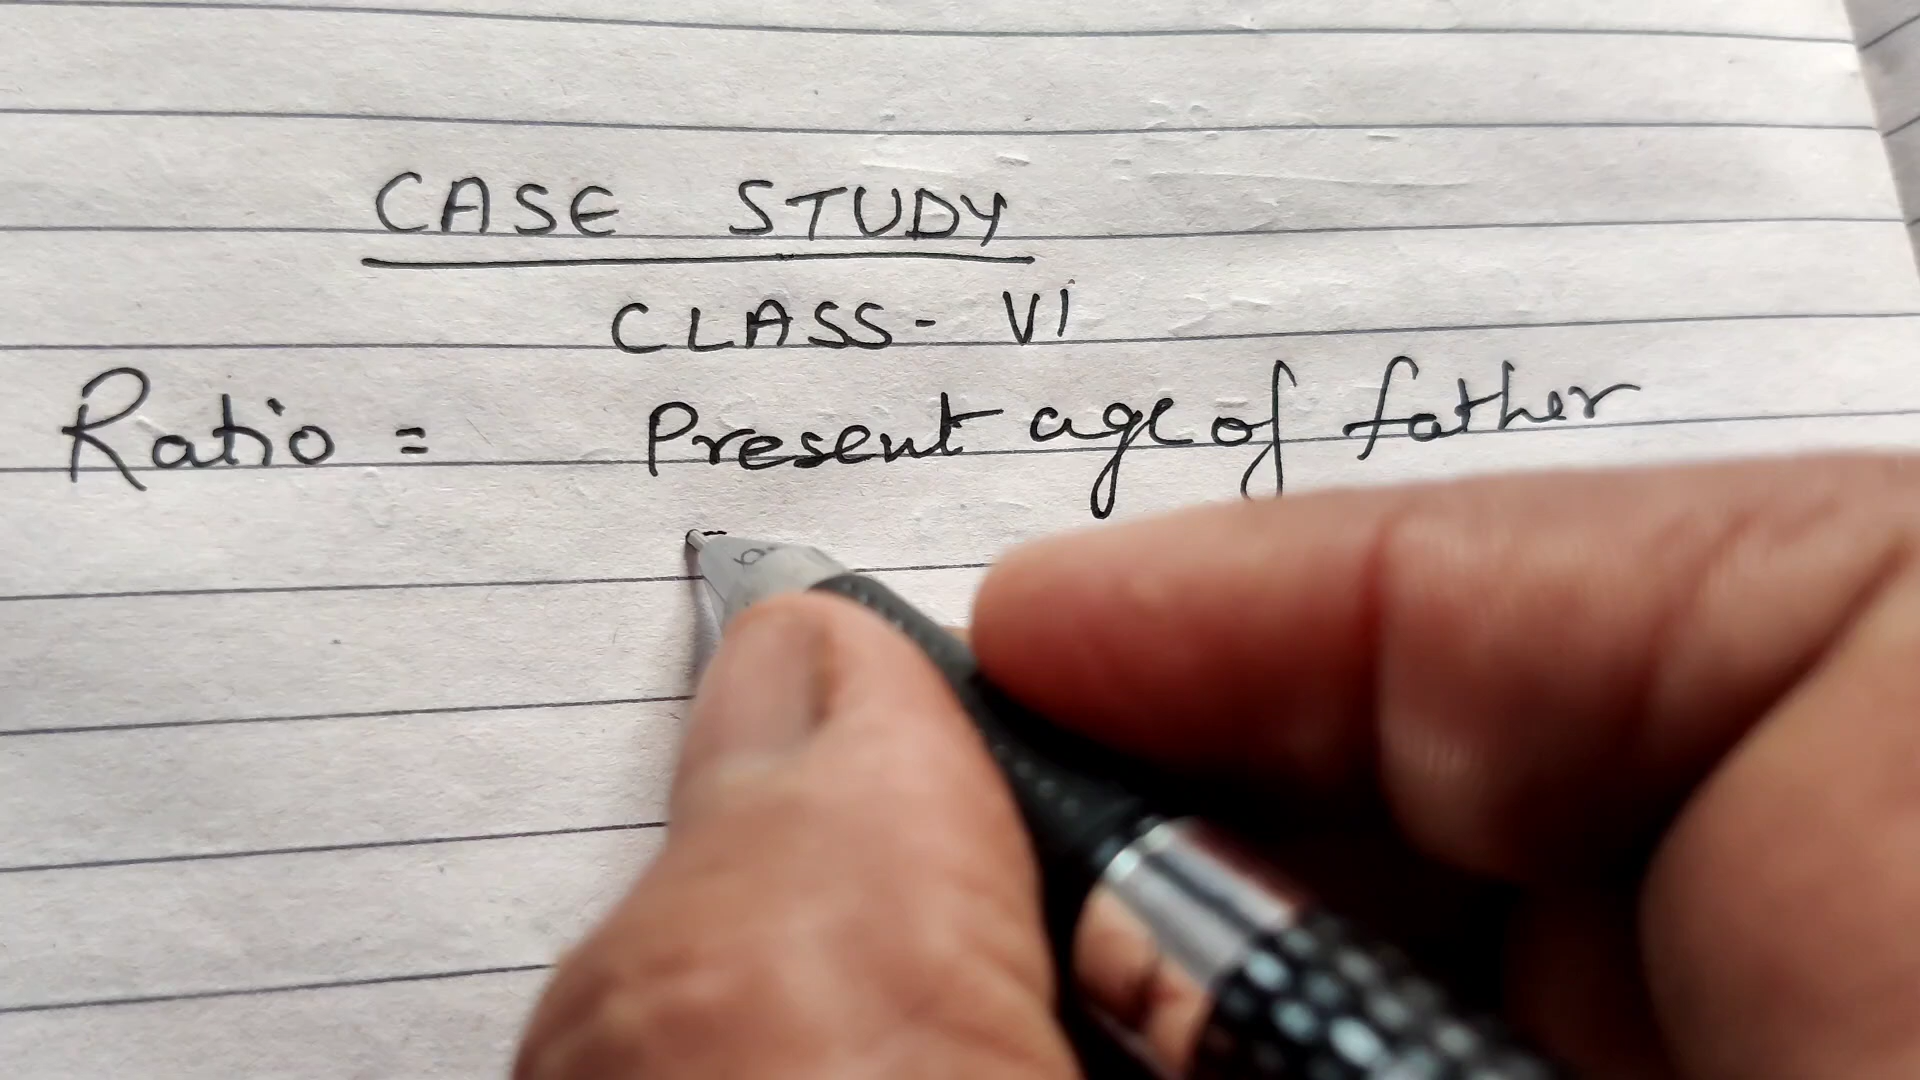 CASE STUDY
CLASS - VI
Ratio = Present age of father